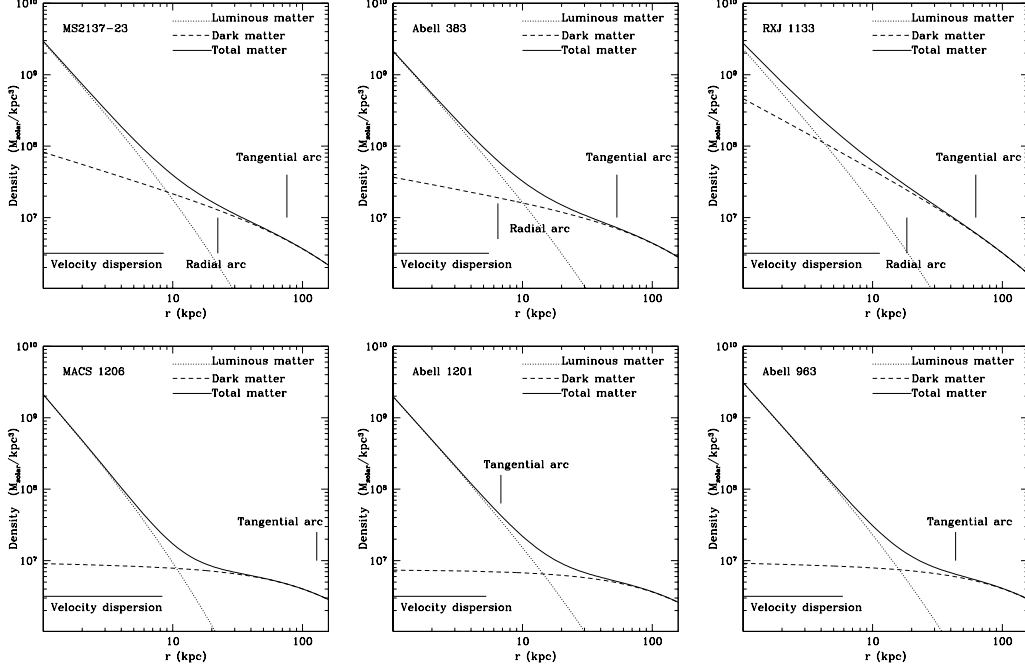 MS2137-23
Luminous matter
Dark matter
Total matter
Tangential arc
Radial arc
Velocity dispersion
Density (M_solar/kpc³)
10¹⁰
10⁹
10⁸
10⁷
10
100
r (kpc)
Abell 383
Luminous matter
Dark matter
Total matter
Tangential arc
Radial arc
Velocity dispersion
Density (M_solar/kpc³)
10¹⁰
10⁹
10⁸
10⁷
10
100
r (kpc)
RXJ 1133
Luminous matter
Dark matter
Total matter
Tangential arc
Radial arc
Velocity dispersion
Density (M_solar/kpc³)
10¹⁰
10⁹
10⁸
10⁷
10
100
r (kpc)
MACS 1206
Luminous matter
Dark matter
Total matter
Tangential arc
Velocity dispersion
Density (M_solar/kpc³)
10¹⁰
10⁹
10⁸
10⁷
10
100
r (kpc)
Abell 1201
Luminous matter
Dark matter
Total matter
Tangential arc
Velocity dispersion
Density (M_solar/kpc³)
10¹⁰
10⁹
10⁸
10⁷
10
100
r (kpc)
Abell 963
Luminous matter
Dark matter
Total matter
Tangential arc
Velocity dispersion
Density (M_solar/kpc³)
10¹⁰
10⁹
10⁸
10⁷
10
100
r (kpc)